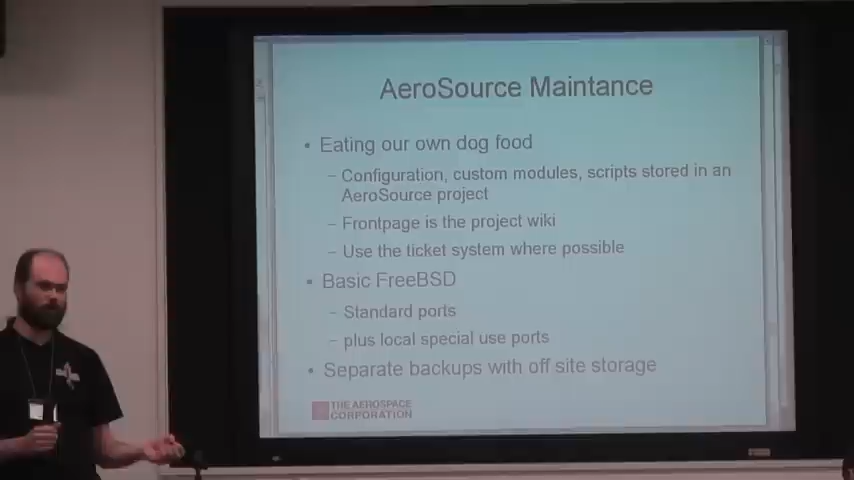 AeroSource Maintance
• Eating our own dog food
– Configuration, custom modules, scripts stored in an
AeroSource project
– Frontpage is the project wiki
– Use the ticket system where possible
• Basic FreeBSD
– Standard ports
– plus local special use ports
• Separate backups with off site storage
THE AEROSPACE
CORPORATION